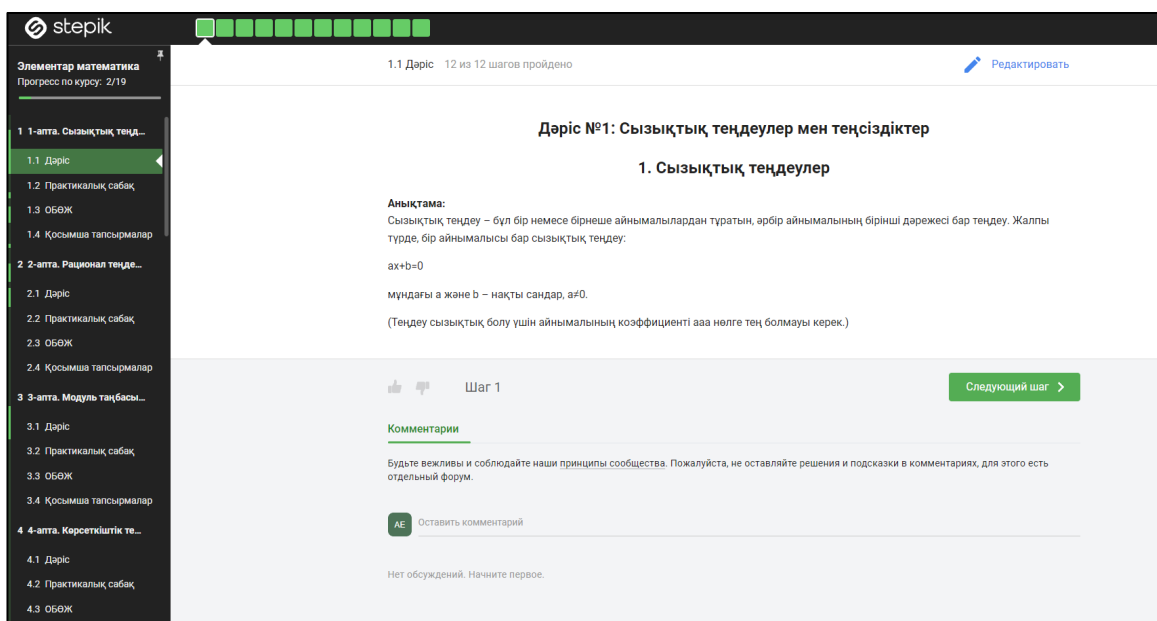 stepik
Элементар математика
Прогресс по курсу: 2/19
1 1-апта. Сызықтық теңд...
1.1 Дәріс
1.2 Практикалық сабақ
1.3 ОБӨЖ
1.4 Қосымша тапсырмалар
2 2-апта. Рационал теңде...
2.1 Дәріс
2.2 Практикалық сабақ
2.3 ОБӨЖ
2.4 Қосымша тапсырмалар
3 3-апта. Модуль таңбасы...
3.1 Дәріс
3.2 Практикалық сабақ
3.3 ОБӨЖ
3.4 Қосымша тапсырмалар
4 4-апта. Көрсеткіштік те...
4.1 Дәріс
4.2 Практикалық сабақ
4.3 ОБӨЖ
1.1 Дәріс 12 из 12 шагов пройдено
Редактировать
Дәріс №1: Сызықтық теңдеулер мен теңсіздіктер
1. Сызықтық теңдеулер
Анықтама:
Сызықтық теңдеу – бұл бір немесе бірнеше айнымалылардан тұратын, әрбір айнымалының бірінші дәрежесі бар теңдеу. Жалпы
түрде, бір айнымалысы бар сызықтық теңдеу:
ax+b=0
мұндағы a және b – нақты сандар, a≠0.
(Теңдеу сызықтық болу үшін айнымалының коэффициенті ааа нөлге тең болмауы керек.)
Шаг 1
Следующий шаг
Комментарии
Будьте вежливы и соблюдайте наши принципы сообщества. Пожалуйста, не оставляйте решения и подсказки в комментариях, для этого есть
отдельный форум.
AE
Оставить комментарий
Нет обсуждений. Начните первое.